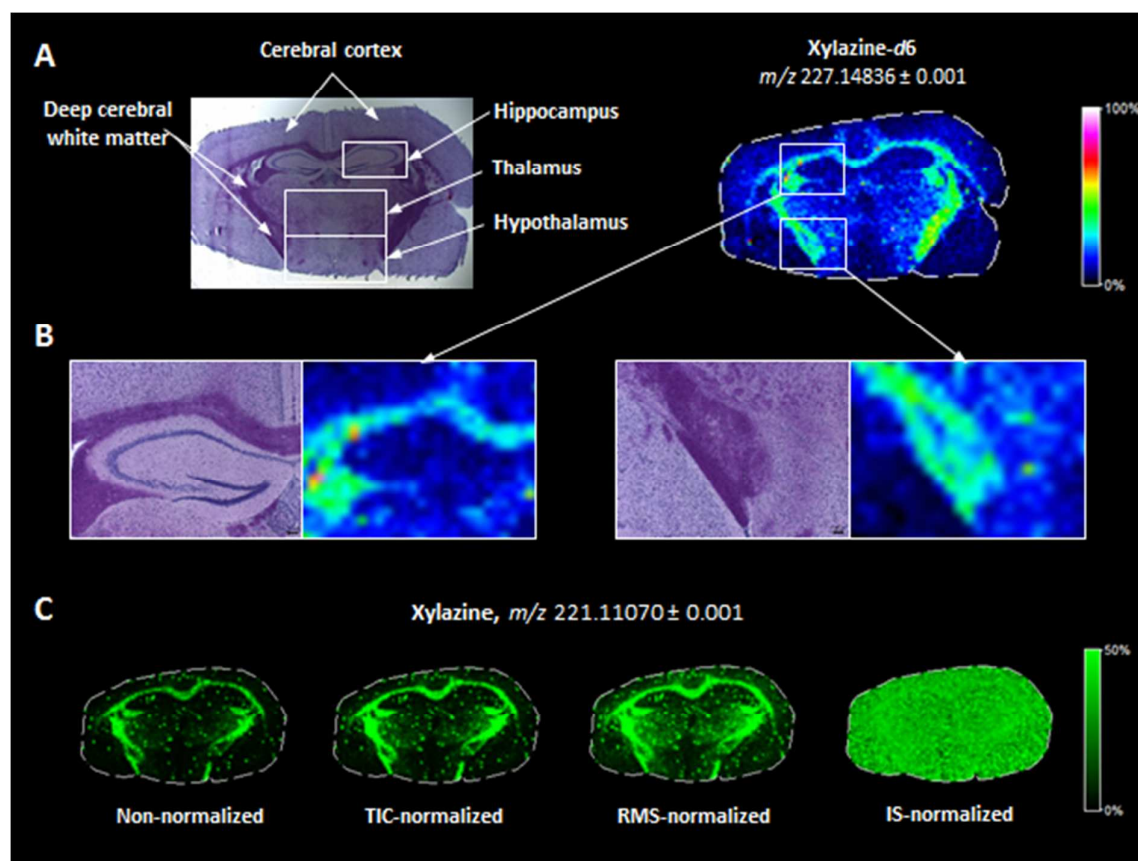 A
Cerebral cortex
Deep cerebral
white matter
Hippocampus
Thalamus
Hypothalamus
Xylazine-d6
m/z 227.14836 ± 0.001
100%
0%
B
C
Xylazine, m/z 221.11070 ± 0.001
50%
0%
Non-normalized
TIC-normalized
RMS-normalized
IS-normalized